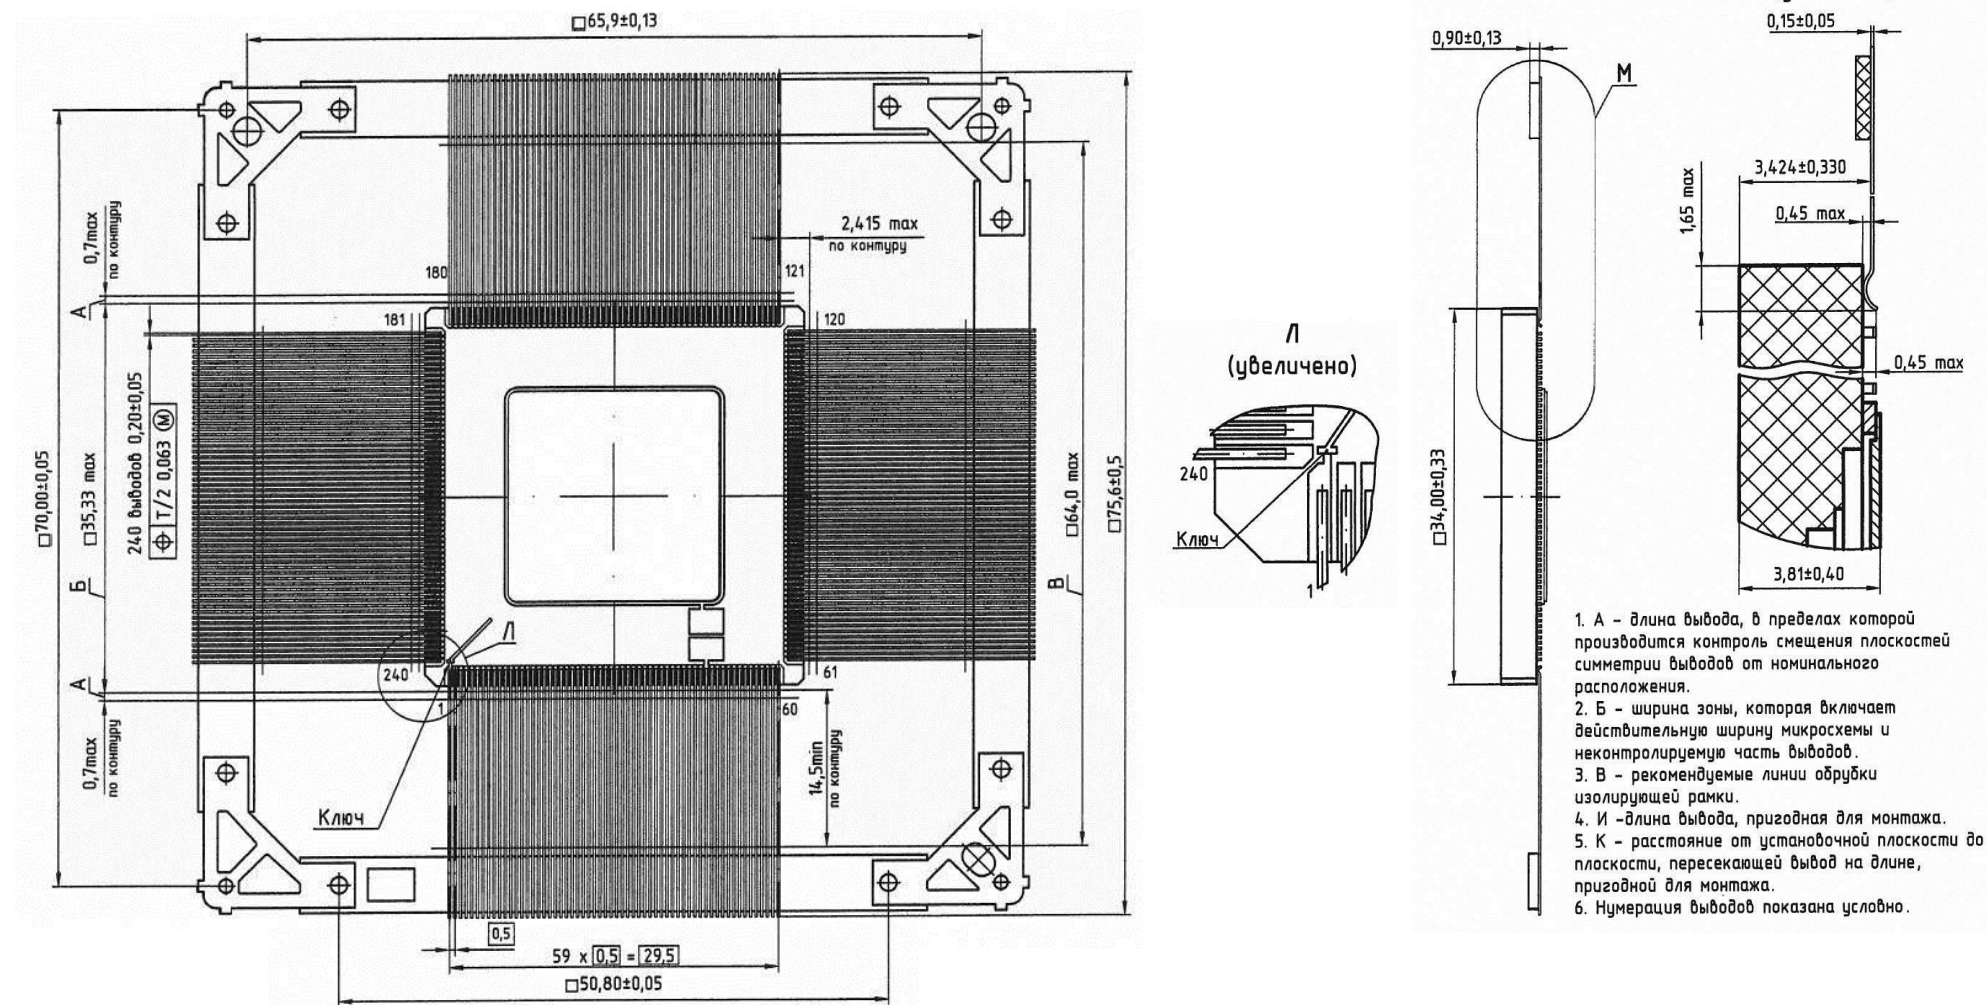 □65,9±0,13
0,7max
по контуру
А
180
121
2,415 max
по контуру
181
120
□70,00±0,05
□35,33 max
240 выводов 0,20±0,05
Т/2 0,063 М
Б
□64,0 max
В
□75,6±0,5
Л
240
61
А
1
60
0,7max
по контуру
14,5min
по контуру
Ключ
0,5
59 x 0,5 = 29,5
□50,80±0,05
Л
(увеличено)
240
Ключ
1
0,90±0,13
М
□34,00±0,33
0,15±0,05
3,424±0,330
1,65 max
0,45 max
0,45 max
3,81±0,40
1. А - длина вывода, в пределах которой
производится контроль смещения плоскостей
симметрии выводов от номинального
расположения.
2. Б - ширина зоны, которая включает
действительную ширину микросхемы и
неконтролируемую часть выводов.
3. В - рекомендуемые линии обрубки
изолирующей рамки.
4. И -длина вывода, пригодная для монтажа.
5. К - расстояние от установочной плоскости до
плоскости, пересекающей вывод на длине,
пригодной для монтажа.
6. Нумерация выводов показана условно.